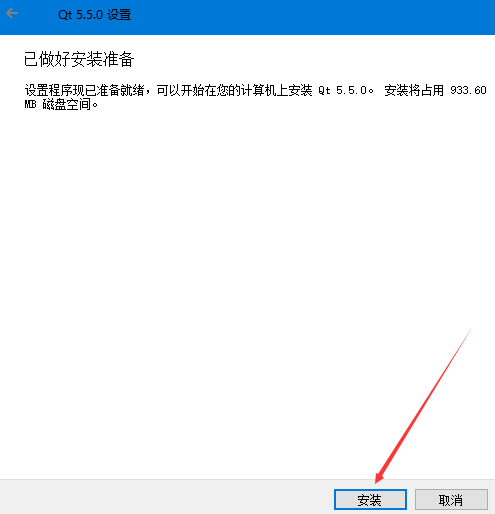 Qt 5.5.0 设置
已做好安装准备
设置程序现已准备就绪，可以开始在您的计算机上安装 Qt 5.5.0。 安装将占用 933.60
MB 磁盘空间。
安装
取消